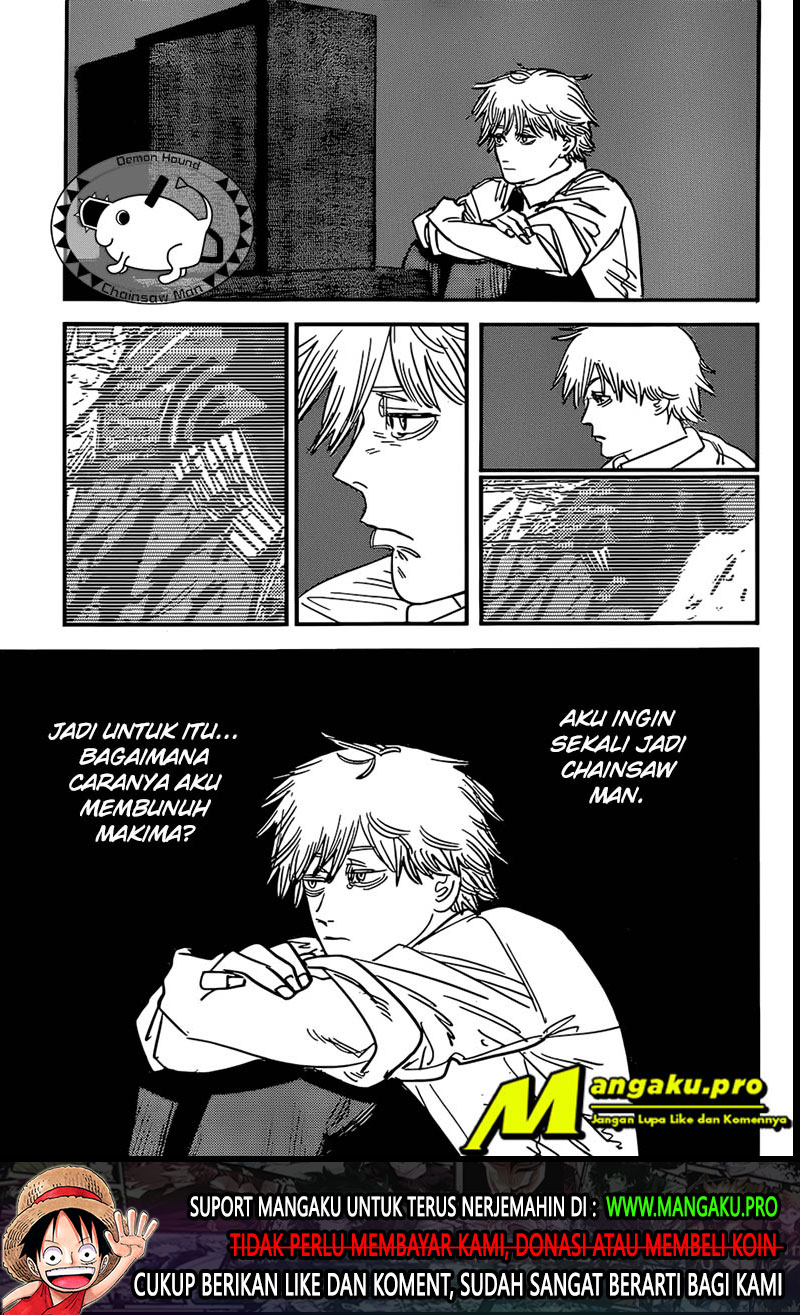 Demon Hound
Chainsaw Man
AKU INGIN
SEKALI JADI
CHAINSAW
MAN.
JADI UNTUK ITU...
BAGAIMANA
CARANYA AKU
MEMBUNUH
MAKIMA?
Mangaku.pro
Jangan Lupa Like dan Komennya
SUPORT MANGAKU UNTUK TERUS NERJEMAHIN DI : WWW.MANGAKU.PRO
TIDAK PERLU MEMBAYAR KAMI, DONASI ATAU MEMBELI KOIN
CUKUP BERIKAN LIKE DAN KOMENT, SUDAH SANGAT BERARTI BAGI KAMI